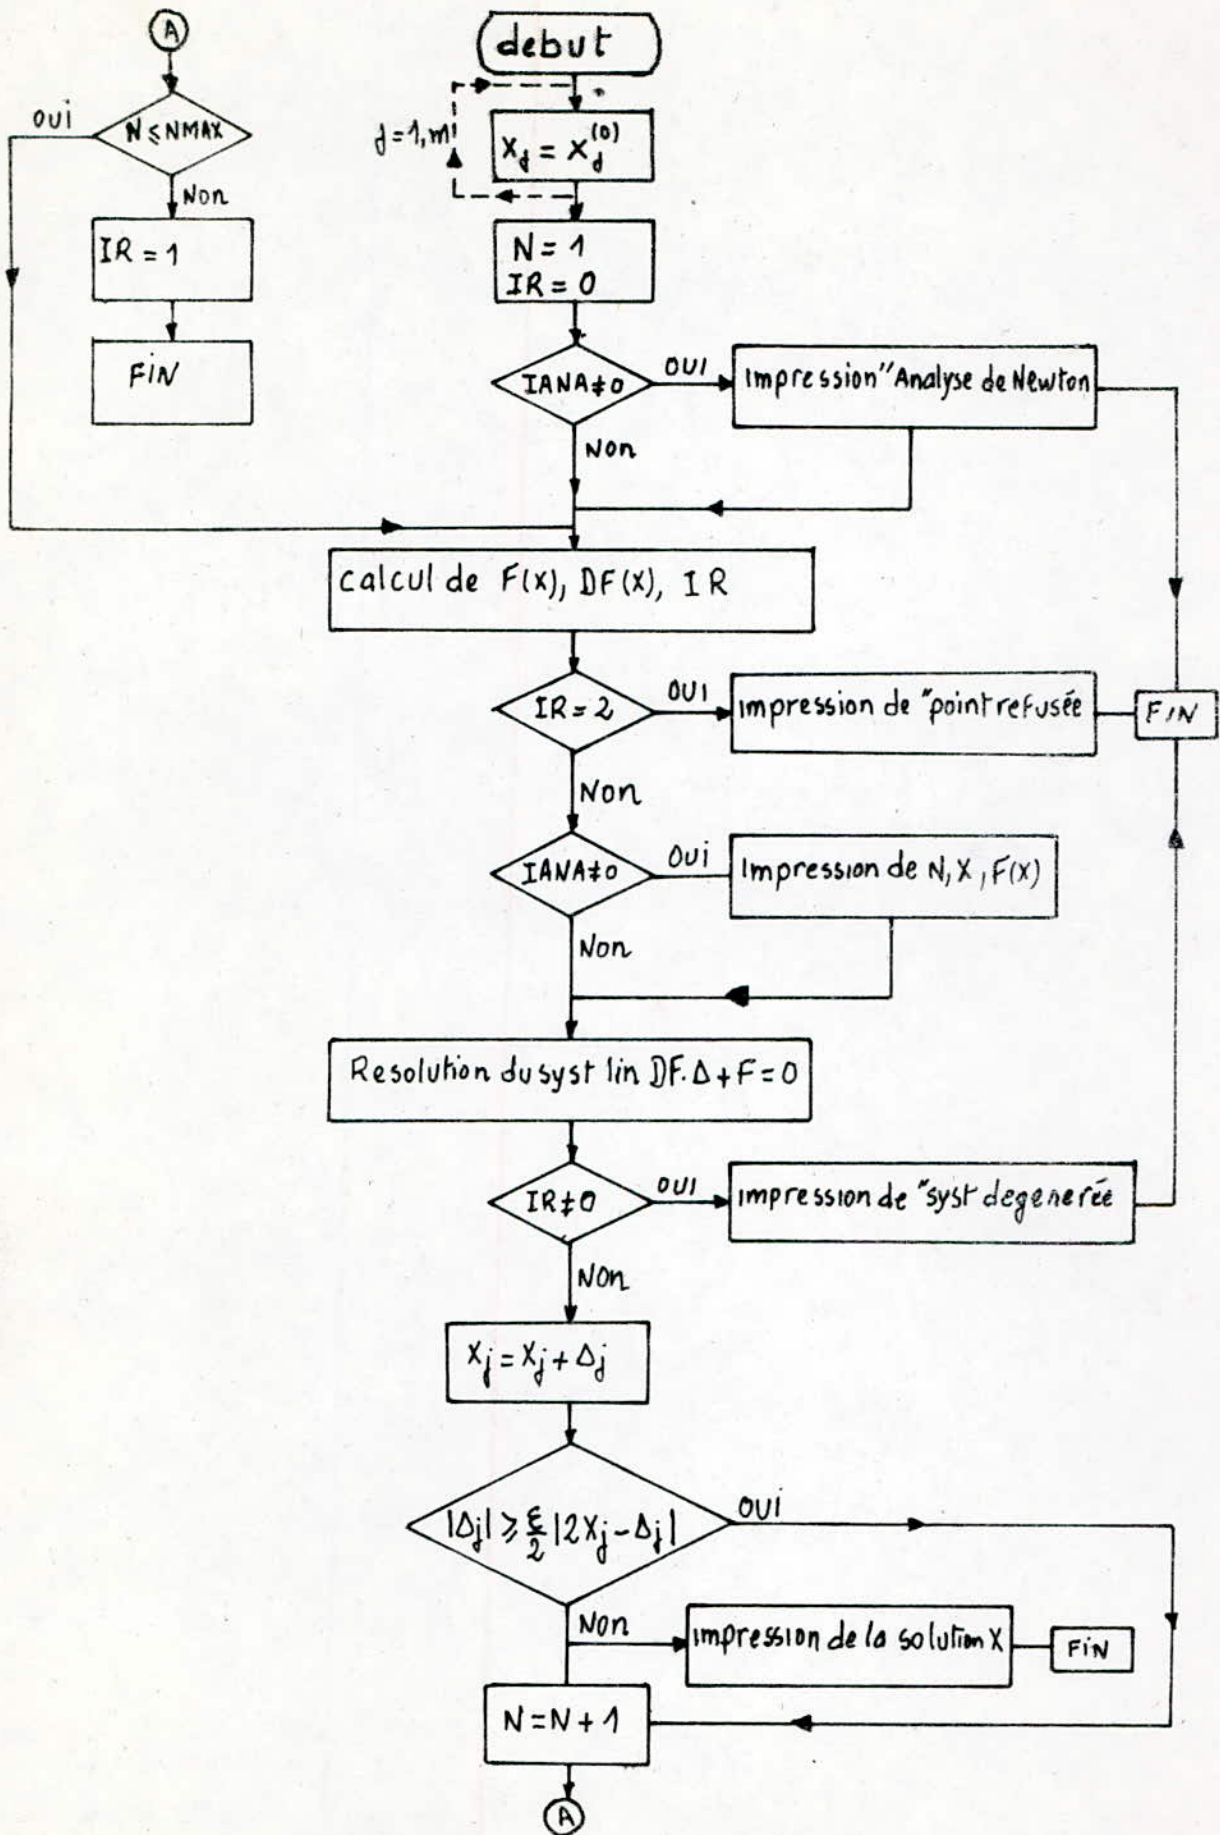 A
N ≤ NMAX
OUI
Non
IR = 1
FIN
debut
j = 1, m
X_j = X_j^(0)
N = 1
IR = 0
IANA ≠ 0
OUI
Impression "Analyse de Newton
Non
Calcul de F(X), DF(X), IR
IR = 2
OUI
Impression de "point refusée
FIN
Non
IANA ≠ 0
OUI
Impression de N, X, F(X)
Non
Resolution du syst lin DF.Δ + F = 0
IR ≠ 0
OUI
impression de "syst degenerée
Non
X_j = X_j + Δ_j
|Δ_j| ≥ ξ/2 |2X_j - Δ_j|
OUI
Non
impression de la solution X
FIN
N = N + 1
A